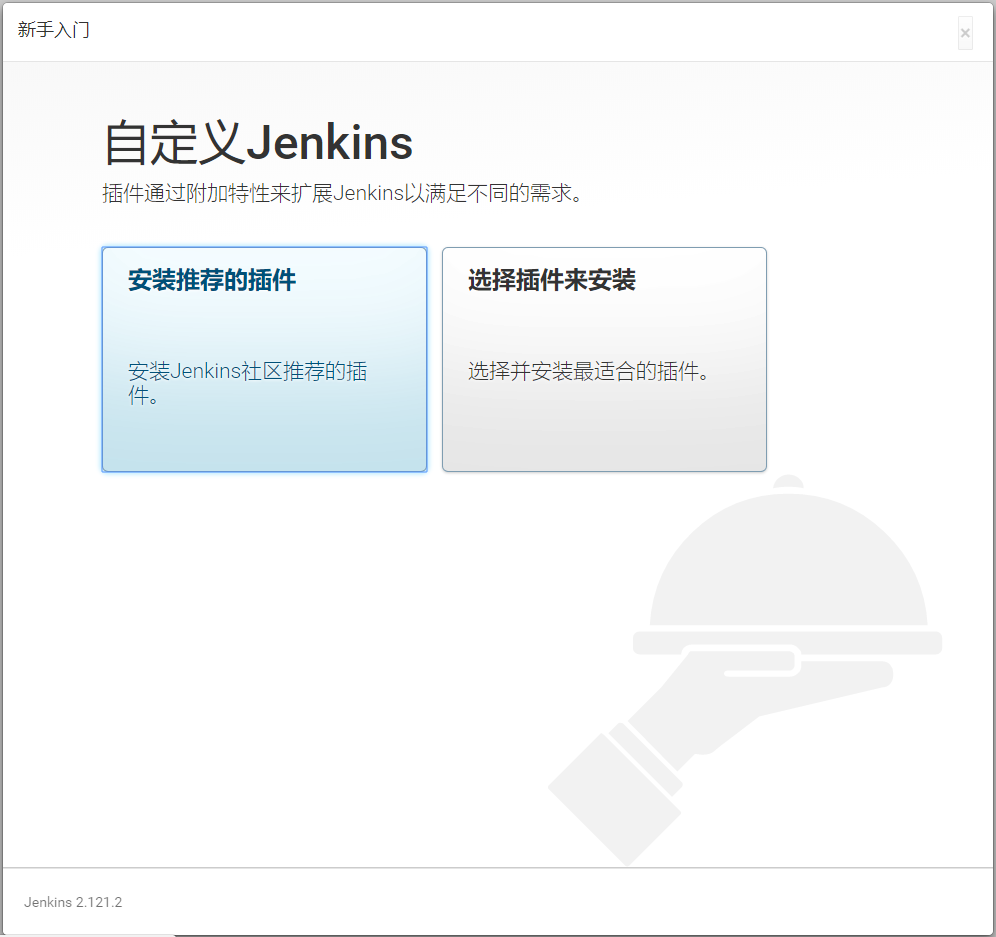 新手入门
×
自定义Jenkins
插件通过附加特性来扩展Jenkins以满足不同的需求。
安装推荐的插件
安装Jenkins社区推荐的插
件。
选择插件来安装
选择并安装最适合的插件。
Jenkins 2.121.2